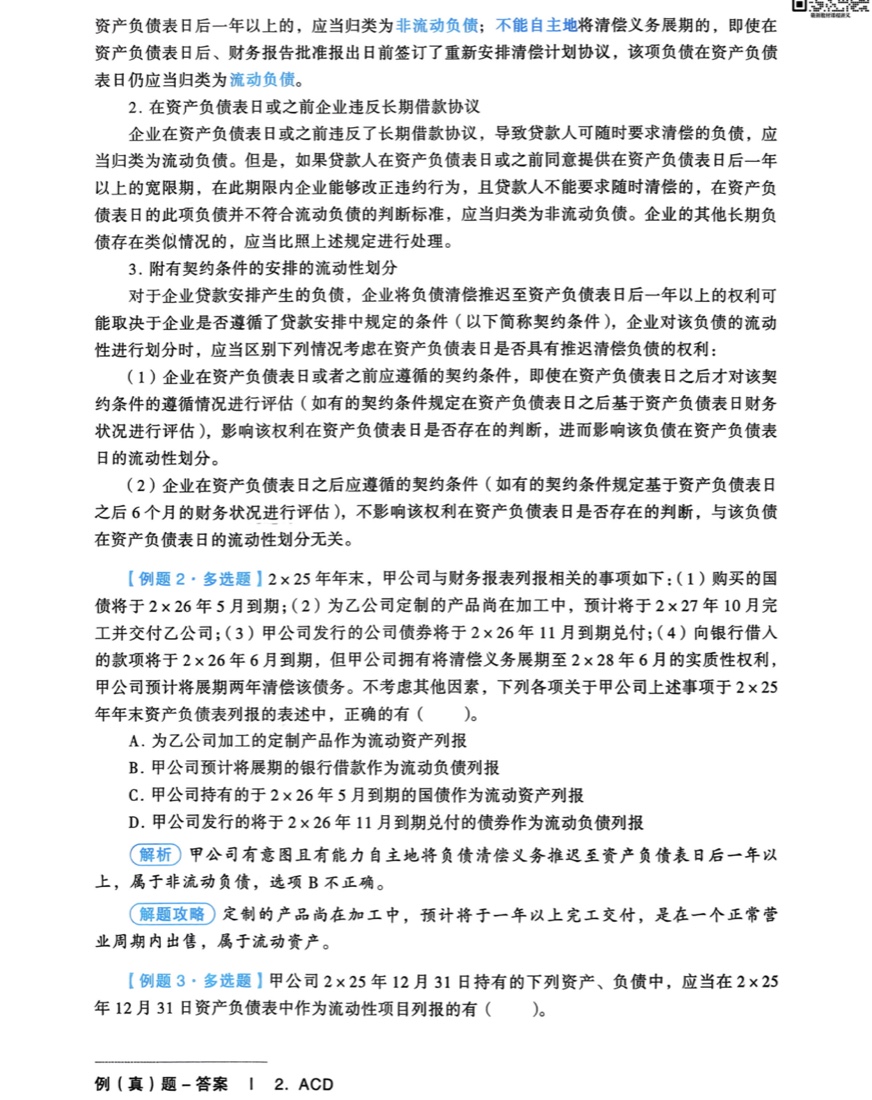 资产负债表日后一年以上的，应当归类为非流动负债；不能自主地将清偿义务展期的，即使在
资产负债表日后、财务报告批准报出日前签订了重新安排清偿计划协议，该项负债在资产负债
表日仍应当归类为流动负债。
2. 在资产负债表日或之前企业违反长期借款协议
企业在资产负债表日或之前违反了长期借款协议，导致贷款人可随时要求清偿的负债，应
当归类为流动负债。但是，如果贷款人在资产负债表日或之前同意提供在资产负债表日后一年
以上的宽限期，在此期限内企业能够改正违约行为，且贷款人不能要求随时清偿的，在资产负
债表日的此项负债并不符合流动负债的判断标准，应当归类为非流动负债。企业的其他长期负
债存在类似情况的，应当比照上述规定进行处理。
3. 附有契约条件的安排的流动性划分
对于企业贷款安排产生的负债，企业将负债清偿推迟至资产负债表日后一年以上的权利可
能取决于企业是否遵循了贷款安排中规定的条件（以下简称契约条件），企业对该负债的流动
性进行划分时，应当区别下列情况考虑在资产负债表日是否具有推迟清偿负债的权利：
（1）企业在资产负债表日或者之前应遵循的契约条件，即使在资产负债表日之后才对该契
约条件的遵循情况进行评估（如有的契约条件规定在资产负债表日之后基于资产负债表日财务
状况进行评估），影响该权利在资产负债表日是否存在的判断，进而影响该负债在资产负债表
日的流动性划分。
（2）企业在资产负债表日之后应遵循的契约条件（如有的契约条件规定基于资产负债表日
之后 6 个月的财务状况进行评估），不影响该权利在资产负债表日是否存在的判断，与该负债
在资产负债表日的流动性划分无关。
【例题 2·多选题】2×25 年年末，甲公司与财务报表列报相关的事项如下：（1）购买的国
债将于 2×26 年 5 月到期；（2）为乙公司定制的产品尚在加工中，预计将于 2×27 年 10 月完
工并交付乙公司；（3）甲公司发行的公司债券将于 2×26 年 11 月到期兑付；（4）向银行借入
的款项将于 2×26 年 6 月到期，但甲公司拥有将清偿义务展期至 2×28 年 6 月的实质性权利，
甲公司预计将展期两年清偿该债务。不考虑其他因素，下列各项关于甲公司上述事项于 2×25
年年末资产负债表列报的表述中，正确的有（　　）。
A. 为乙公司加工的定制产品作为流动资产列报
B. 甲公司预计将展期的银行借款作为流动负债列报
C. 甲公司持有的于 2×26 年 5 月到期的国债作为流动资产列报
D. 甲公司发行的将于 2×26 年 11 月到期兑付的债券作为流动负债列报
解析 甲公司有意图且有能力自主地将负债清偿义务推迟至资产负债表日后一年以
上，属于非流动负债，选项 B 不正确。
解题攻略 定制的产品尚在加工中，预计将于一年以上完工交付，是在一个正常营
业周期内出售，属于流动资产。
【例题 3·多选题】甲公司 2×25 年 12 月 31 日持有的下列资产、负债中，应当在 2×25
年 12 月 31 日资产负债表中作为流动性项目列报的有（　　）。
例（真）题－答案 | 2. ACD